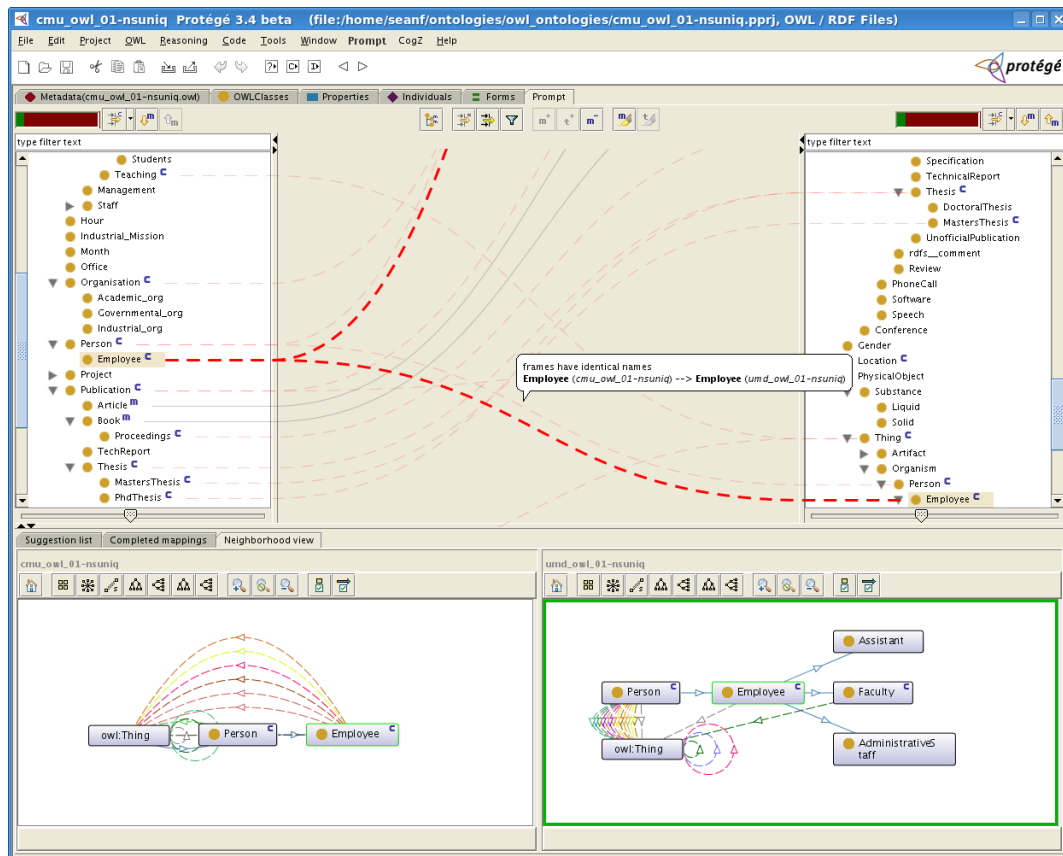 cmu_owl_01-nsuniq Protégé 3.4 beta (file:/home/seanf/ontologies/owl_ontologies/cmu_owl_01-nsuniq.pprj, OWL / RDF Files)
File Edit Project OWL Reasoning Code Tools Window Prompt CogZ Help
protégé
Metadata(cmu_owl_01-nsuniq.owl) OWLClasses Properties Individuals Forms Prompt
type filter text
Students
Teaching C
Management
Staff
Hour
Industrial_Mission
Month
Office
Organisation C
Academic_org
Governmental_org
Industrial_org
Person C
Employee C
Project
Publication C
Article m
Book m
Proceedings C
TechReport
Thesis C
MastersThesis C
PhdThesis C
frames have identical names
Employee (cmu_owl_01-nsuniq) --> Employee (umd_owl_01-nsuniq)
type filter text
Specification
TechnicalReport
Thesis C
DoctoralThesis
MastersThesis C
UnofficialPublication
rdfs__comment
Review
PhoneCall
Software
Speech
Conference
Gender
Location C
PhysicalObject
Substance
Liquid
Solid
Thing C
Artifact
Organism
Person C
Employee C
Suggestion list Completed mappings Neighborhood view
cmu_owl_01-nsuniq
owl:Thing
Person C
Employee C
umd_owl_01-nsuniq
Assistant
Person C
Employee C
Faculty C
owl:Thing
AdministrativeS
taff